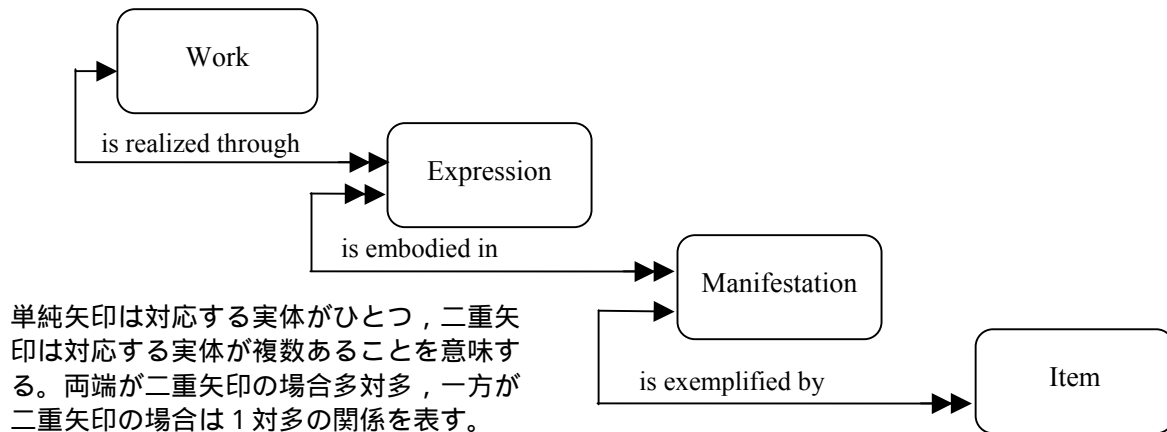 Work
is realized through
Expression
is embodied in
Manifestation
is exemplified by
Item
単純矢印は対応する実体がひとつ，二重矢
印は対応する実体が複数あることを意味す
る。両端が二重矢印の場合多対多，一方が
二重矢印の場合は１対多の関係を表す。